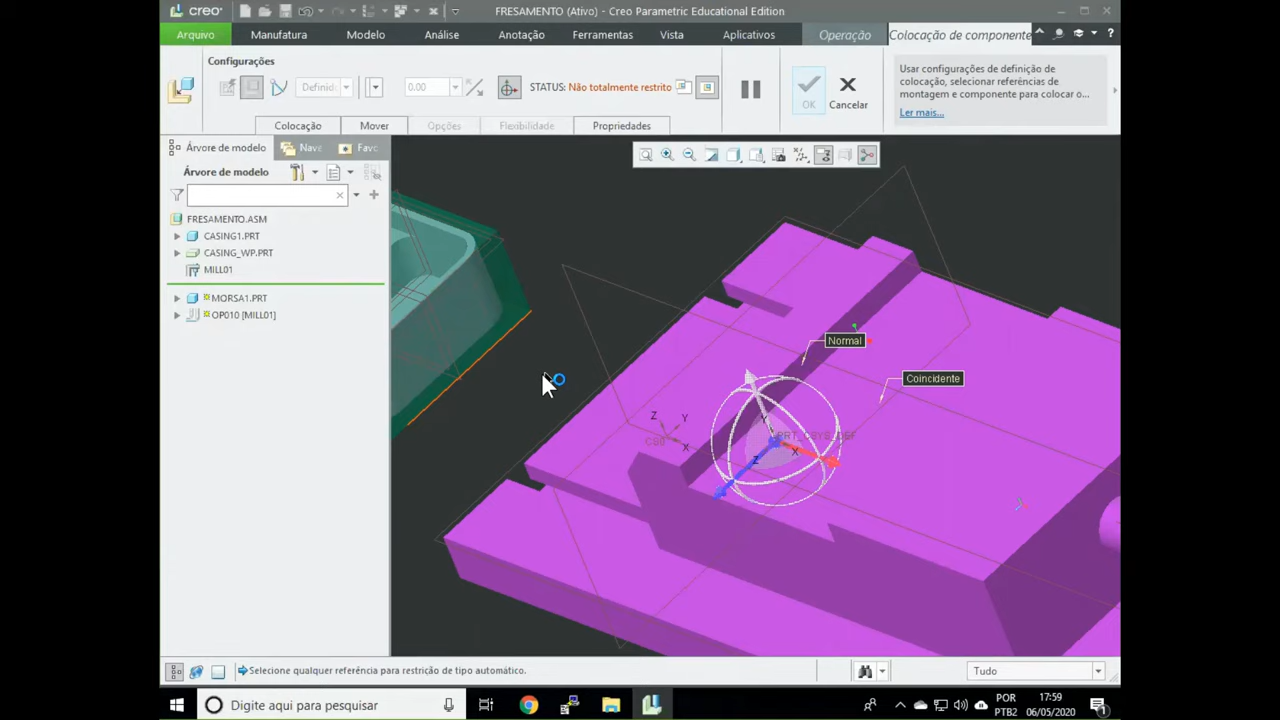 creo
FRESAMENTO (Ativo) - Creo Parametric Educational Edition
Arquivo
Manufatura
Modelo
Análise
Anotação
Ferramentas
Vista
Aplicativos
Operação
Colocação de componente
Configurações
Definid
0.00
STATUS: Não totalmente restrito
OK
Cancelar
Usar configurações de definição de
colocação, selecionar referências de
montagem e componente para colocar o...
Ler mais...
Colocação
Mover
Opções
Flexibilidade
Propriedades
Árvore de modelo
Nave
Favc
Árvore de modelo
FRESAMENTO.ASM
CASING1.PRT
CASING_WP.PRT
MILL01
MORSA1.PRT
OP010 [MILL01]
Normal
Coincidente
Z
Y
X
CS0
PRT_CSYS_DEF
Y
X
Z
Selecione qualquer referência para restrição de tipo automático.
Tudo
Digite aqui para pesquisar
POR
PTB2
17:59
06/05/2020
1